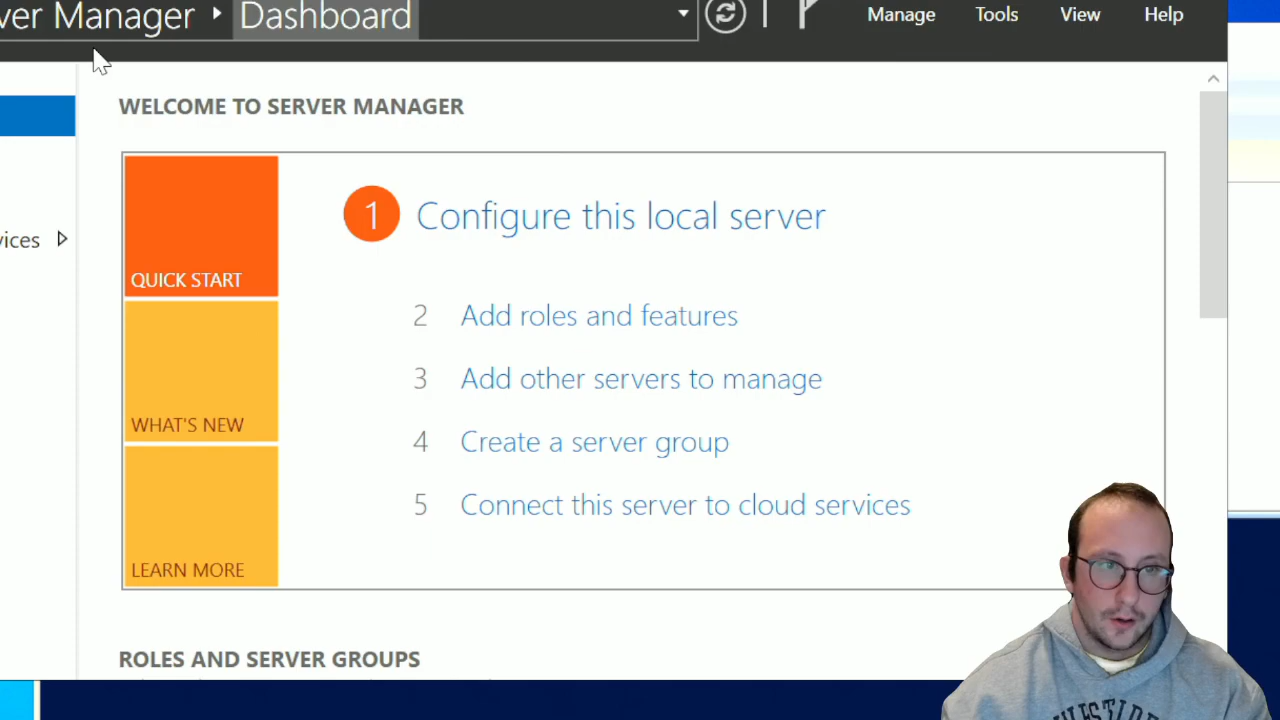 ver Manager ▸ Dashboard
Manage Tools View Help
WELCOME TO SERVER MANAGER
1 Configure this local server
QUICK START
2 Add roles and features
3 Add other servers to manage
WHAT'S NEW
4 Create a server group
5 Connect this server to cloud services
LEARN MORE
vices
ROLES AND SERVER GROUPS